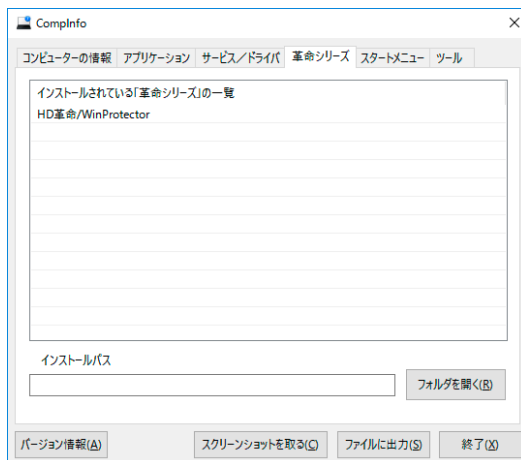 CompInfo
コンピューターの情報 アプリケーション サービス／ドライバ 革命シリーズ スタートメニュー ツール
インストールされている「革命シリーズ」の一覧
HD革命/WinProtector
インストールパス
フォルダを開く(R)
バージョン情報(A) スクリーンショットを取る(C) ファイルに出力(S) 終了(X)